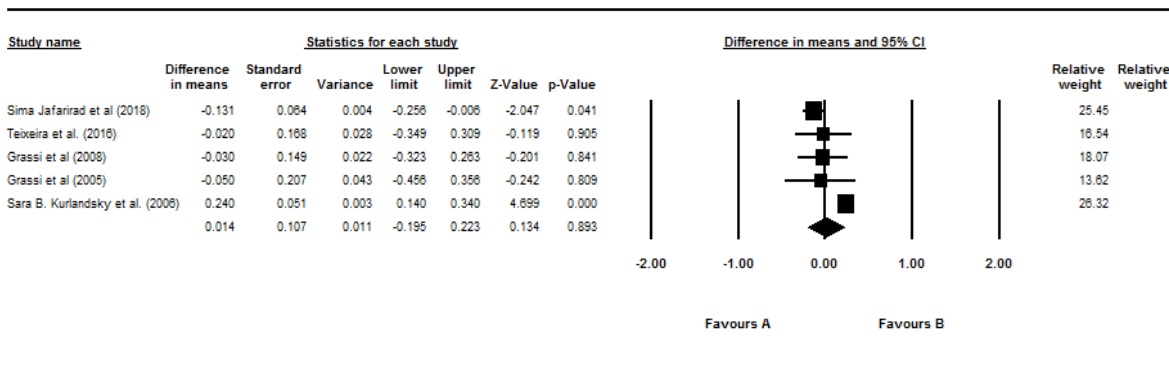 Study name Statistics for each study Difference in means and 95% CI
Difference Standard Lower Upper Relative Relative
in means error Variance limit limit Z-Value p-Value weight weight
Sima Jafarirad et al (2018) -0.131 0.064 0.004 -0.256 -0.006 -2.047 0.041 25.45
Teixeira et al. (2016) -0.020 0.168 0.028 -0.349 0.309 -0.119 0.905 16.54
Grassi et al (2008) -0.030 0.149 0.022 -0.323 0.263 -0.201 0.841 18.07
Grassi et al (2005) -0.050 0.207 0.043 -0.456 0.356 -0.242 0.809 13.62
Sara B. Kurlandsky et al. (2006) 0.240 0.051 0.003 0.140 0.340 4.699 0.000 26.32
0.014 0.107 0.011 -0.195 0.223 0.134 0.893
-2.00 -1.00 0.00 1.00 2.00
Favours A Favours B